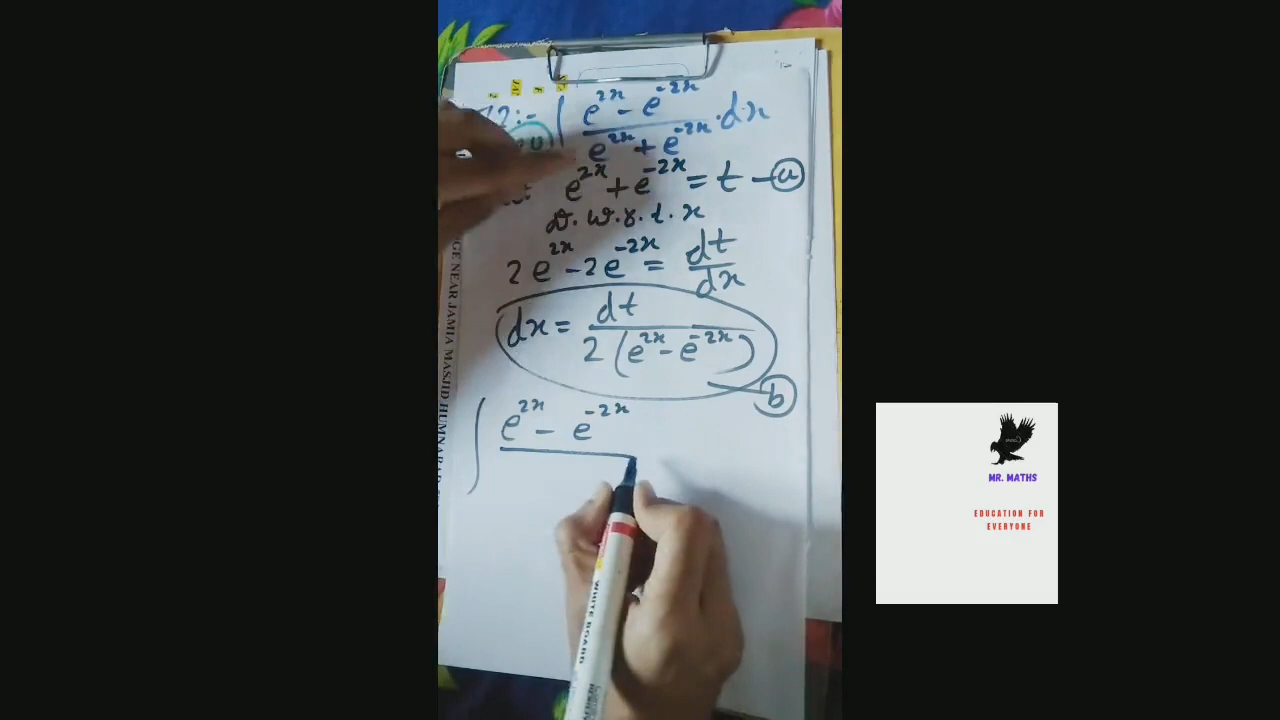 ∫ e^{2x} - e^{-2x} / e^{2x} + e^{-2x} · dx
e^{2x} + e^{-2x} = t - (a)
D. w. r. t. x
2e^{2x} - 2e^{-2x} = dt/dx
dx = dt / 2(e^{2x} - e^{-2x})
(b)
∫ e^{2x} - e^{-2x}
NEAR JAMIA MASJID
WHITE BOARD
MR. MATHS
EDUCATION FOR
EVERYONE